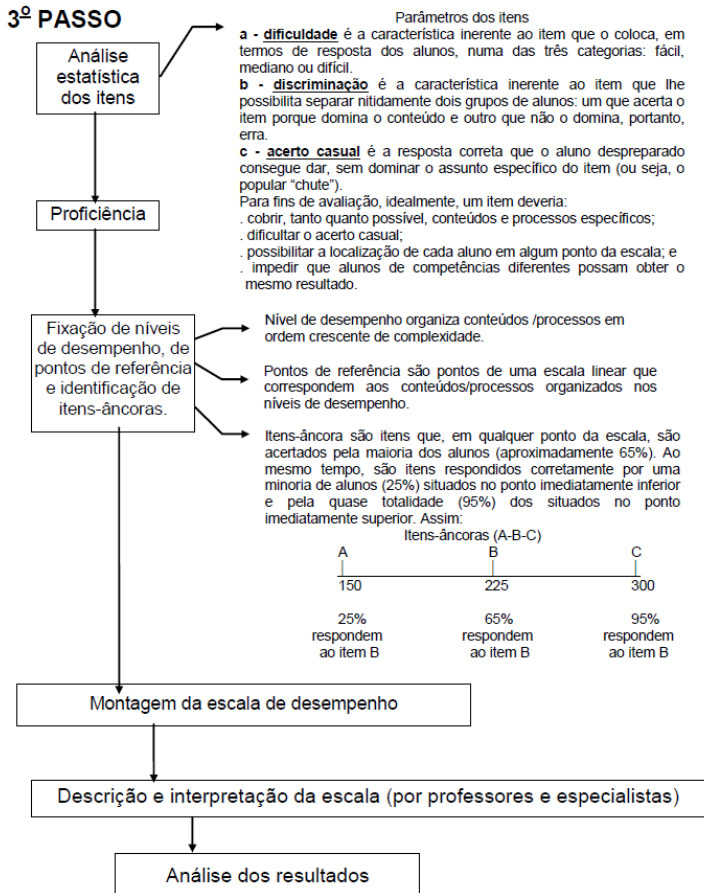 3º PASSO
Análise
estatística
dos itens
Parâmetros dos itens
a - dificuldade é a característica inerente ao item que o coloca, em
termos de resposta dos alunos, numa das três categorias: fácil,
mediano ou difícil.
b - discriminação é a característica inerente ao item que lhe
possibilita separar nitidamente dois grupos de alunos: um que acerta o
item porque domina o conteúdo e outro que não o domina, portanto,
erra.
c - acerto casual é a resposta correta que o aluno despreparado
consegue dar, sem dominar o assunto específico do item (ou seja, o
popular “chute”).
Para fins de avaliação, idealmente, um item deveria:
. cobrir, tanto quanto possível, conteúdos e processos específicos;
. dificultar o acerto casual;
. possibilitar a localização de cada aluno em algum ponto da escala; e
. impedir que alunos de competências diferentes possam obter o
mesmo resultado.
Proficiência
Fixação de níveis
de desempenho, de
pontos de referência
e identificação de
itens-âncoras.
Nível de desempenho organiza conteúdos /processos em
ordem crescente de complexidade.
Pontos de referência são pontos de uma escala linear que
correspondem aos conteúdos/processos organizados nos
níveis de desempenho.
Itens-âncora são itens que, em qualquer ponto da escala, são
acertados pela maioria dos alunos (aproximadamente 65%). Ao
mesmo tempo, são itens respondidos corretamente por uma
minoria de alunos (25%) situados no ponto imediatamente inferior
e pela quase totalidade (95%) dos situados no ponto
imediatamente superior. Assim:
Itens-âncoras (A-B-C)
A B C
150 225 300
25% 65% 95%
respondem respondem respondem
ao item B ao item B ao item B
Montagem da escala de desempenho
Descrição e interpretação da escala (por professores e especialistas)
Análise dos resultados